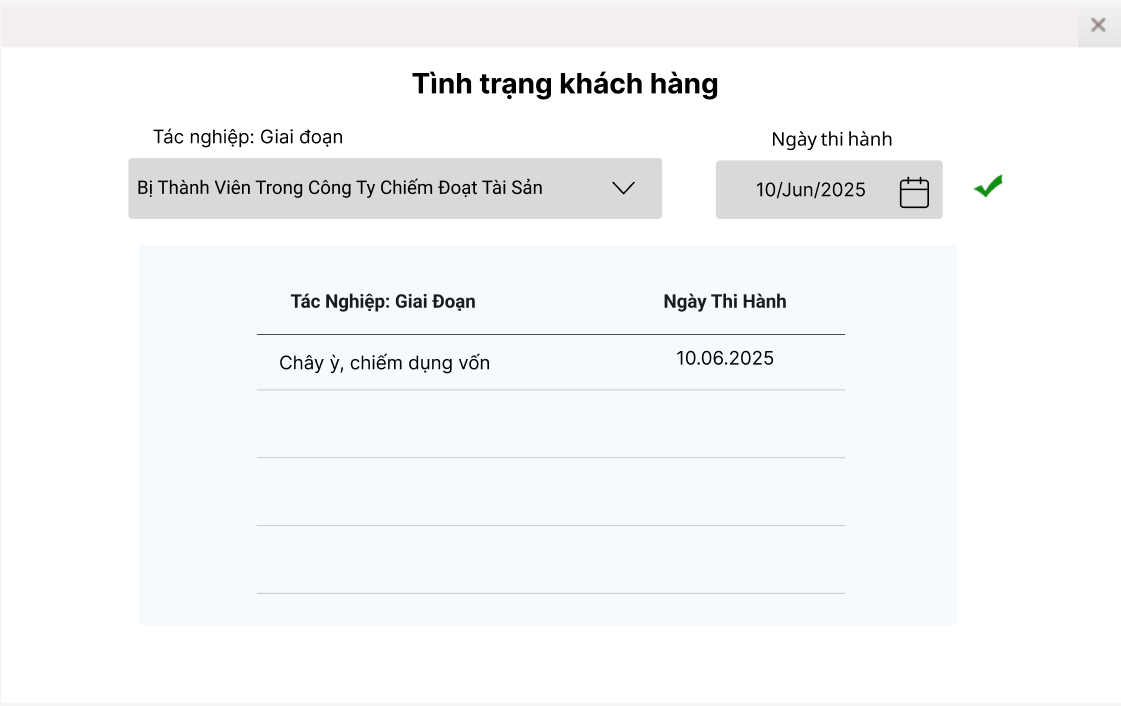 Tình trạng khách hàng
Tác nghiệp: Giai đoạn
Ngày thi hành
Bị Thành Viên Trong Công Ty Chiếm Đoạt Tài Sản
10/Jun/2025
Tác Nghiệp: Giai Đoạn
Ngày Thi Hành
Chây ỳ, chiếm dụng vốn
10.06.2025